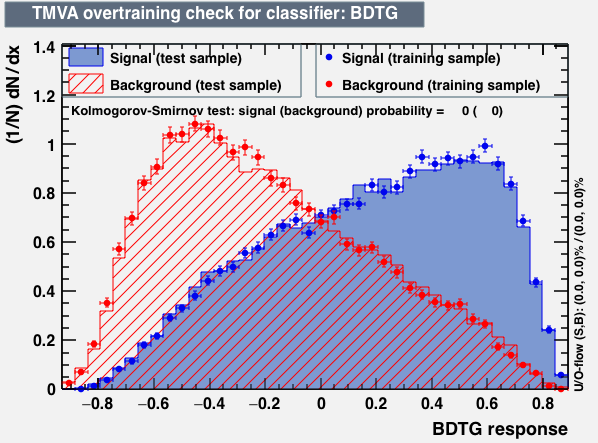 TMVA overtraining check for classifier: BDTG
(1/N) dN/dx
1.4
1.2
1
0.8
0.6
0.4
0.2
0
Signal (test sample)
Background (test sample)
Signal (training sample)
Background (training sample)
Kolmogorov-Smirnov test: signal (background) probability = 0 ( 0)
−0.8 −0.6 −0.4 −0.2 0 0.2 0.4 0.6 0.8
BDTG response
U/O-flow (S,B): (0.0, 0.0)% / (0.0, 0.0)%